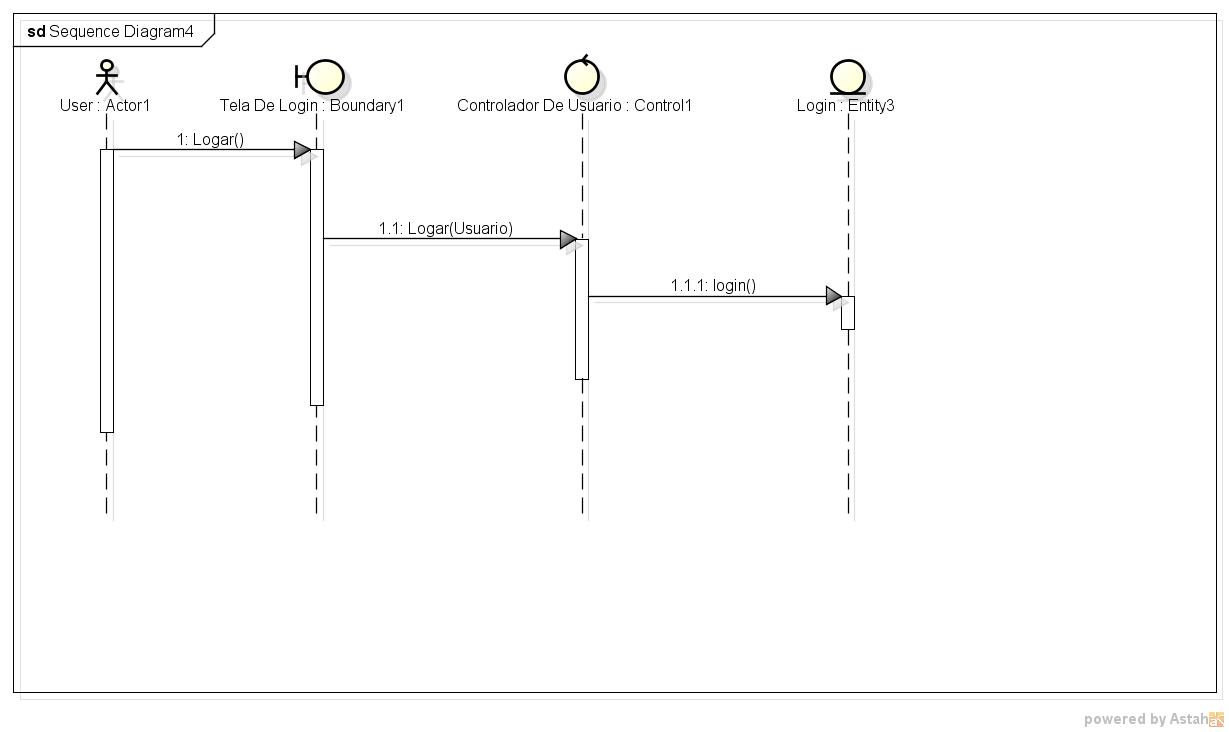 sd Sequence Diagram4
User : Actor1
Tela De Login : Boundary1
Controlador De Usuario : Control1
Login : Entity3
1: Logar()
1.1: Logar(Usuario)
1.1.1: login()
powered by Astah